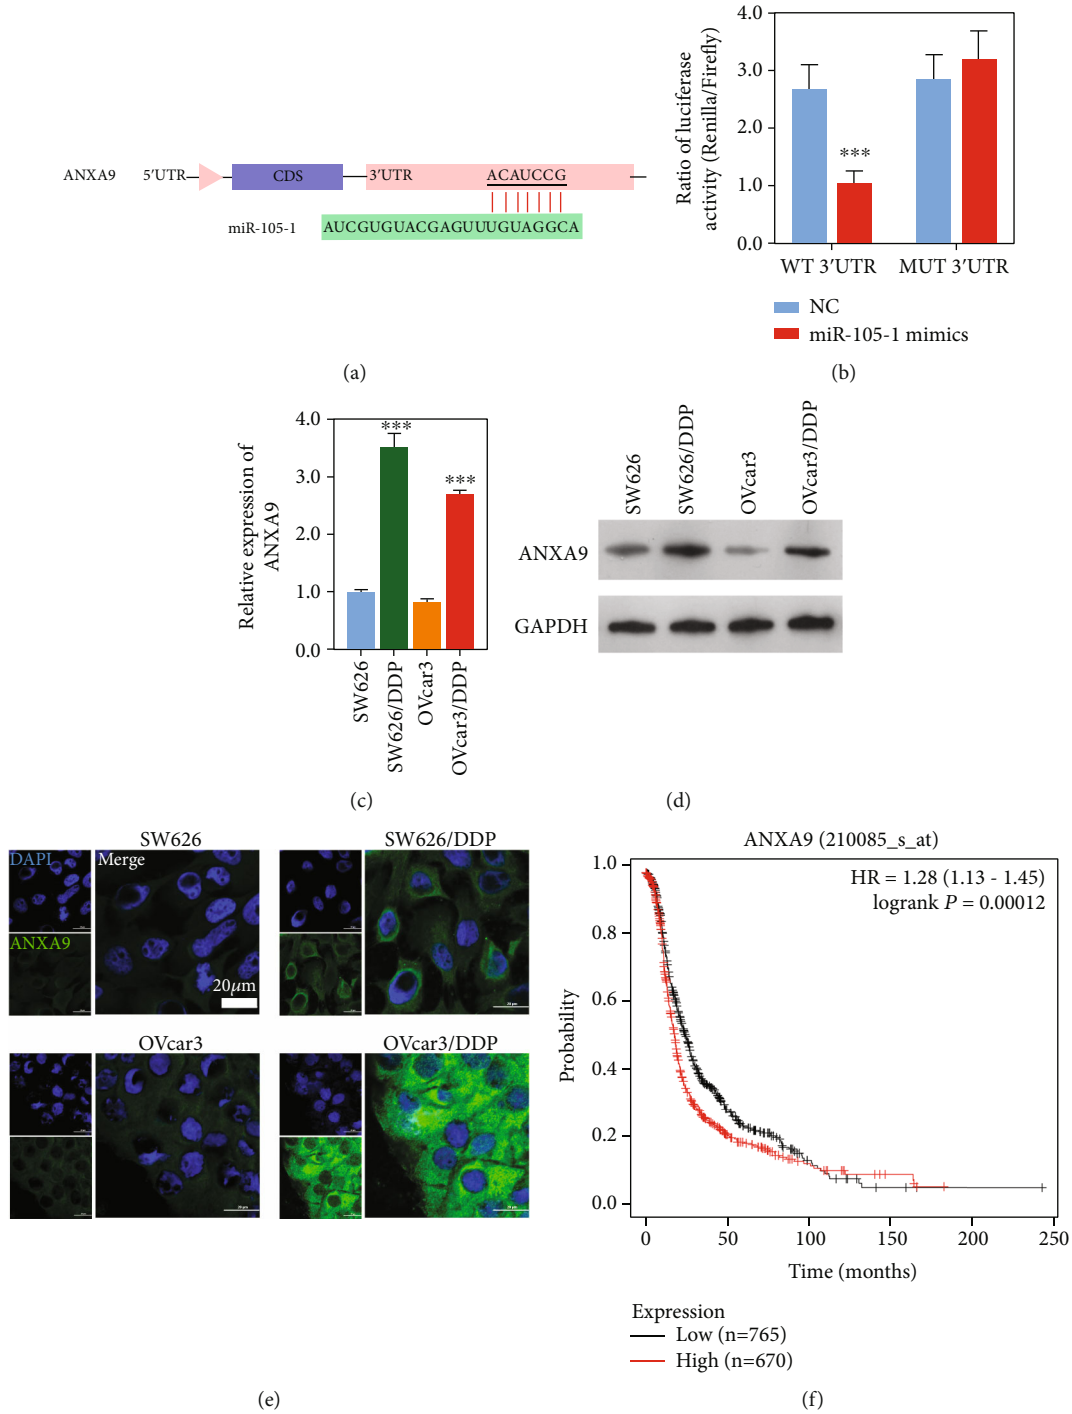 ANXA9 5′UTR CDS 3′UTR ACAUCCG
miR-105-1 AUCGUGUACGAGUUUGUAGGCA
(a)
Ratio of luciferase
activity (Renilla/Firefly)
4.0
3.0
2.0
1.0
0.0
***
WT 3′UTR MUT 3′UTR
NC
miR-105-1 mimics
(b)
Relative expression of
ANXA9
4.0
3.0
2.0
1.0
0.0
***
***
SW626
SW626/DDP
OVcar3
OVcar3/DDP
(c)
SW626
SW626/DDP
OVcar3
OVcar3/DDP
ANXA9
GAPDH
(d)
SW626
DAPI
Merge
ANXA9
20μm
SW626/DDP
20 μm
OVcar3
20 μm
OVcar3/DDP
20 μm
(e)
ANXA9 (210085_s_at)
HR = 1.28 (1.13 - 1.45)
logrank P = 0.00012
Probability
1.0
0.8
0.6
0.4
0.2
0.0
0 50 100 150 200 250
Time (months)
Expression
Low (n=765)
High (n=670)
(f)